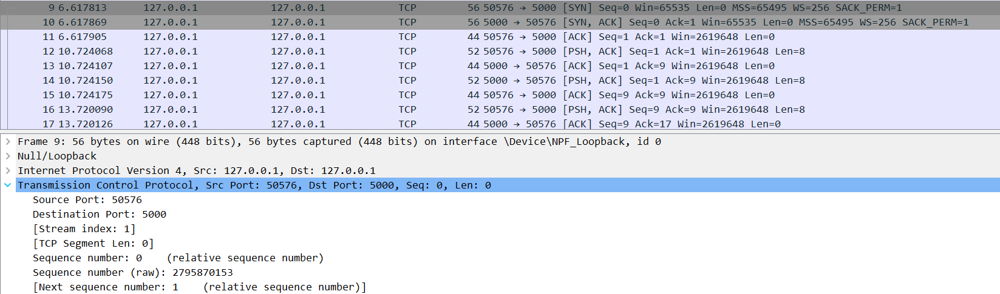 9 6.617813 127.0.0.1 127.0.0.1 TCP 56 50576 → 5000 [SYN] Seq=0 Win=65535 Len=0 MSS=65495 WS=256 SACK_PERM=1
10 6.617869 127.0.0.1 127.0.0.1 TCP 56 5000 → 50576 [SYN, ACK] Seq=0 Ack=1 Win=65535 Len=0 MSS=65495 WS=256 SACK_PERM=1
11 6.617905 127.0.0.1 127.0.0.1 TCP 44 50576 → 5000 [ACK] Seq=1 Ack=1 Win=2619648 Len=0
12 10.724068 127.0.0.1 127.0.0.1 TCP 52 50576 → 5000 [PSH, ACK] Seq=1 Ack=1 Win=2619648 Len=8
13 10.724107 127.0.0.1 127.0.0.1 TCP 44 5000 → 50576 [ACK] Seq=1 Ack=9 Win=2619648 Len=0
14 10.724150 127.0.0.1 127.0.0.1 TCP 52 5000 → 50576 [PSH, ACK] Seq=1 Ack=9 Win=2619648 Len=8
15 10.724175 127.0.0.1 127.0.0.1 TCP 44 50576 → 5000 [ACK] Seq=9 Ack=9 Win=2619648 Len=0
16 13.720090 127.0.0.1 127.0.0.1 TCP 52 50576 → 5000 [PSH, ACK] Seq=9 Ack=9 Win=2619648 Len=8
17 13.720126 127.0.0.1 127.0.0.1 TCP 44 5000 → 50576 [ACK] Seq=9 Ack=17 Win=2619648 Len=0
Frame 9: 56 bytes on wire (448 bits), 56 bytes captured (448 bits) on interface \Device\NPF_Loopback, id 0
Null/Loopback
Internet Protocol Version 4, Src: 127.0.0.1, Dst: 127.0.0.1
Transmission Control Protocol, Src Port: 50576, Dst Port: 5000, Seq: 0, Len: 0
Source Port: 50576
Destination Port: 5000
[Stream index: 1]
[TCP Segment Len: 0]
Sequence number: 0 (relative sequence number)
Sequence number (raw): 2795870153
[Next sequence number: 1 (relative sequence number)]